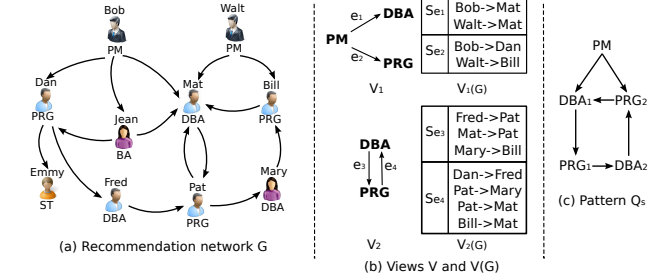 Bob
Walt
PM
PM
Dan
PRG
Mat
DBA
Bill
PRG
Jean
BA
Emmy
ST
Fred
DBA
Pat
PRG
Mary
DBA
(a) Recommendation network G
PM
e₁
DBA
e₂
PRG
V₁
Se₁
Bob->Mat
Walt->Mat
Se₂
Bob->Dan
Walt->Bill
V₁(G)
DBA
e₃
e₄
PRG
V₂
Se₃
Fred->Pat
Mat->Pat
Mary->Bill
Se₄
Dan->Fred
Pat->Mary
Pat->Mat
Bill->Mat
V₂(G)
(b) Views V and V(G)
PM
DBA₁
PRG₂
PRG₁
DBA₂
(c) Pattern Qₛ